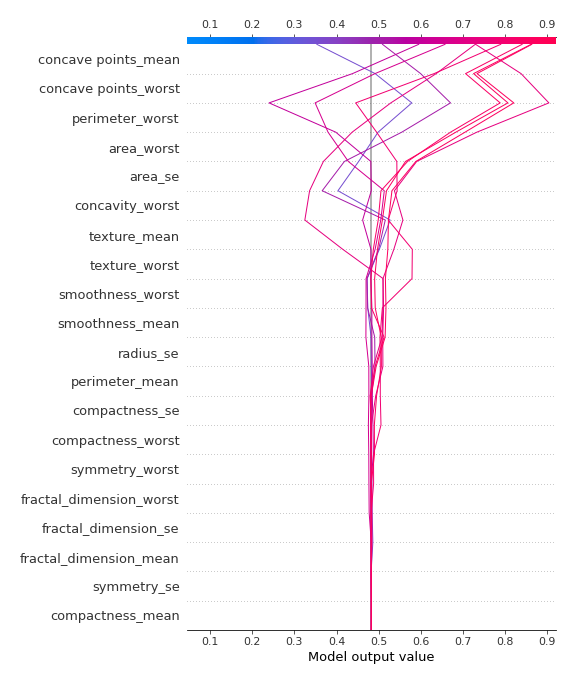 0.1 0.2 0.3 0.4 0.5 0.6 0.7 0.8 0.9
concave points_mean
concave points_worst
perimeter_worst
area_worst
area_se
concavity_worst
texture_mean
texture_worst
smoothness_worst
smoothness_mean
radius_se
perimeter_mean
compactness_se
compactness_worst
symmetry_worst
fractal_dimension_worst
fractal_dimension_se
fractal_dimension_mean
symmetry_se
compactness_mean
0.1 0.2 0.3 0.4 0.5 0.6 0.7 0.8 0.9
Model output value